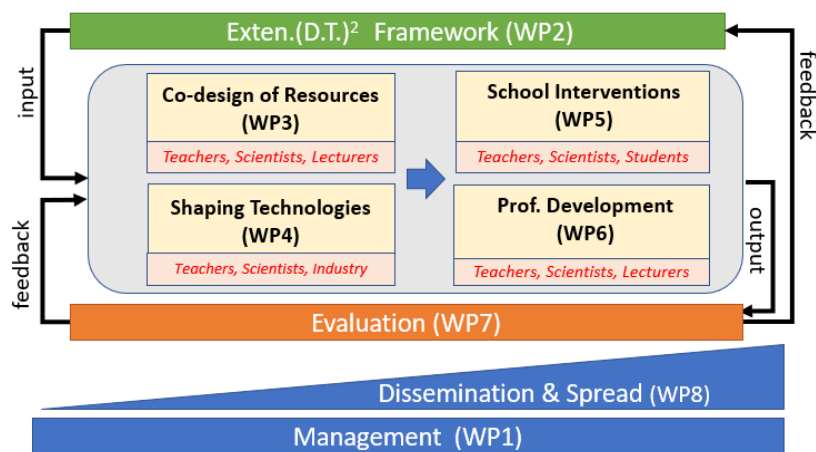 Exten.(D.T.)² Framework (WP2)
input
feedback
Co-design of Resources
(WP3)
Teachers, Scientists, Lecturers
School Interventions
(WP5)
Teachers, Scientists, Students
Shaping Technologies
(WP4)
Teachers, Scientists, Industry
Prof. Development
(WP6)
Teachers, Scientists, Lecturers
feedback
output
Evaluation (WP7)
Dissemination & Spread (WP8)
Management (WP1)